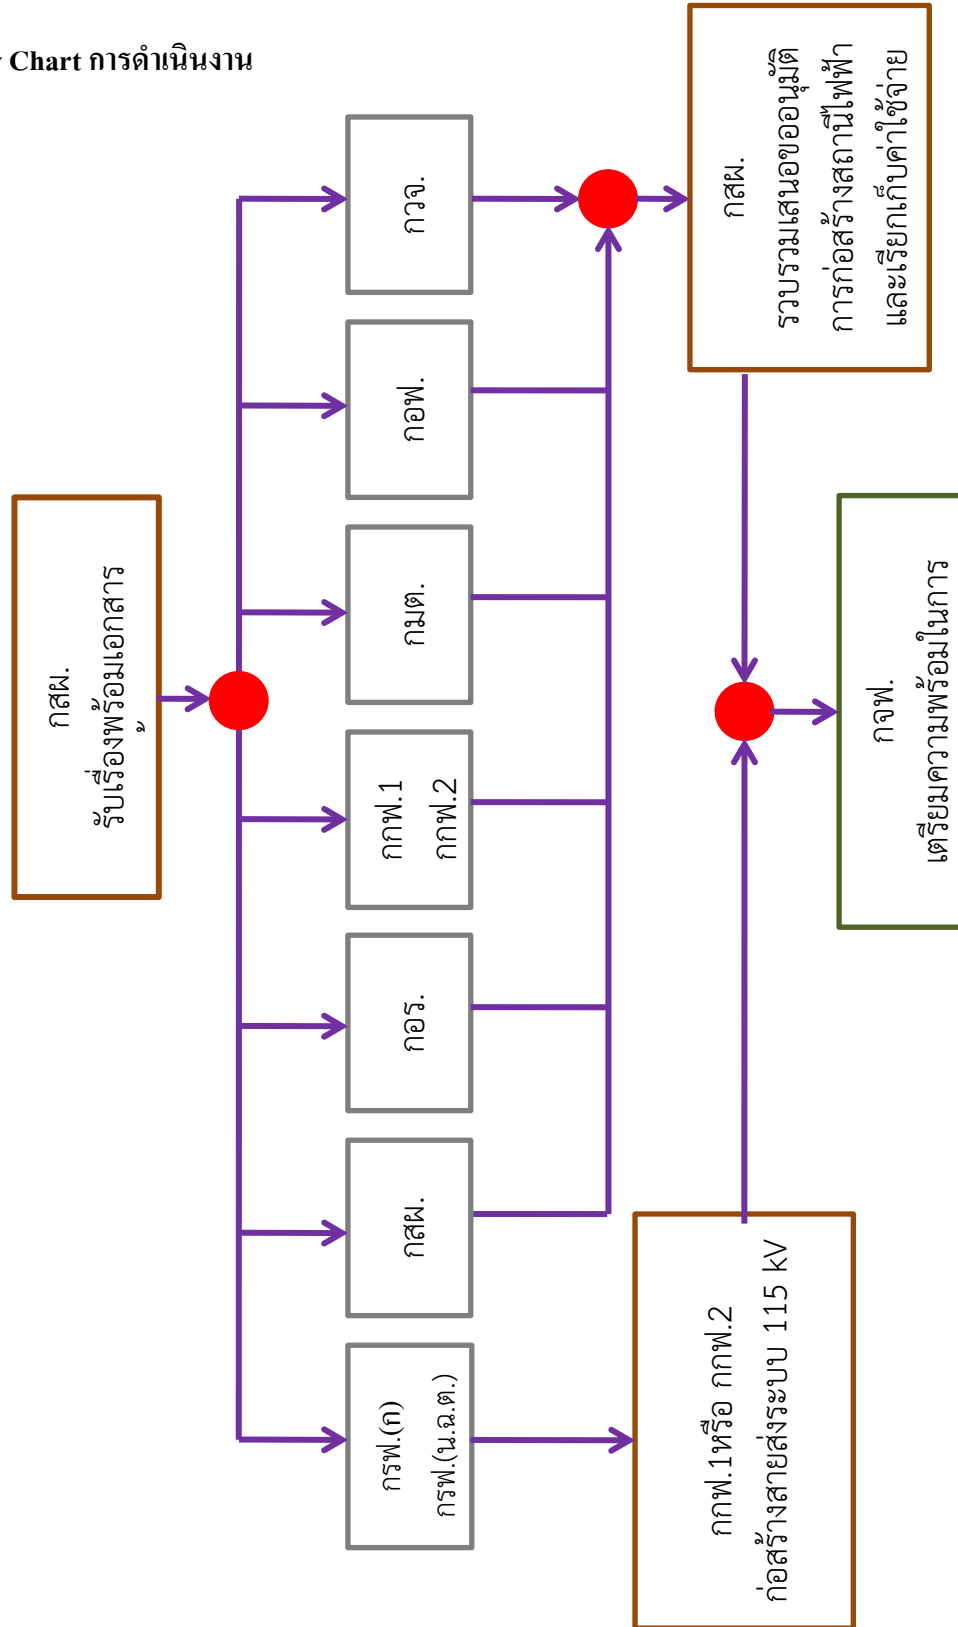 Chart การดำเนินงาน
กสผ.
รับเรื่องพร้อมเอกสาร
กรฟ.(ก)
กรฟ.(น.ฉ.ต.)
กสผ.
กอร.
กกฟ.1
กกฟ.2
กมต.
กอฟ.
กวจ.
กกฟ.1หรือ กกฟ.2
ก่อสร้างสายส่งระบบ 115 kV
กสผ.
รวบรวมเสนอขออนุมัติ
การก่อสร้างสถานีไฟฟ้า
และเรียกเก็บค่าใช้จ่าย
กจฟ.
เตรียมความพร้อมในการ